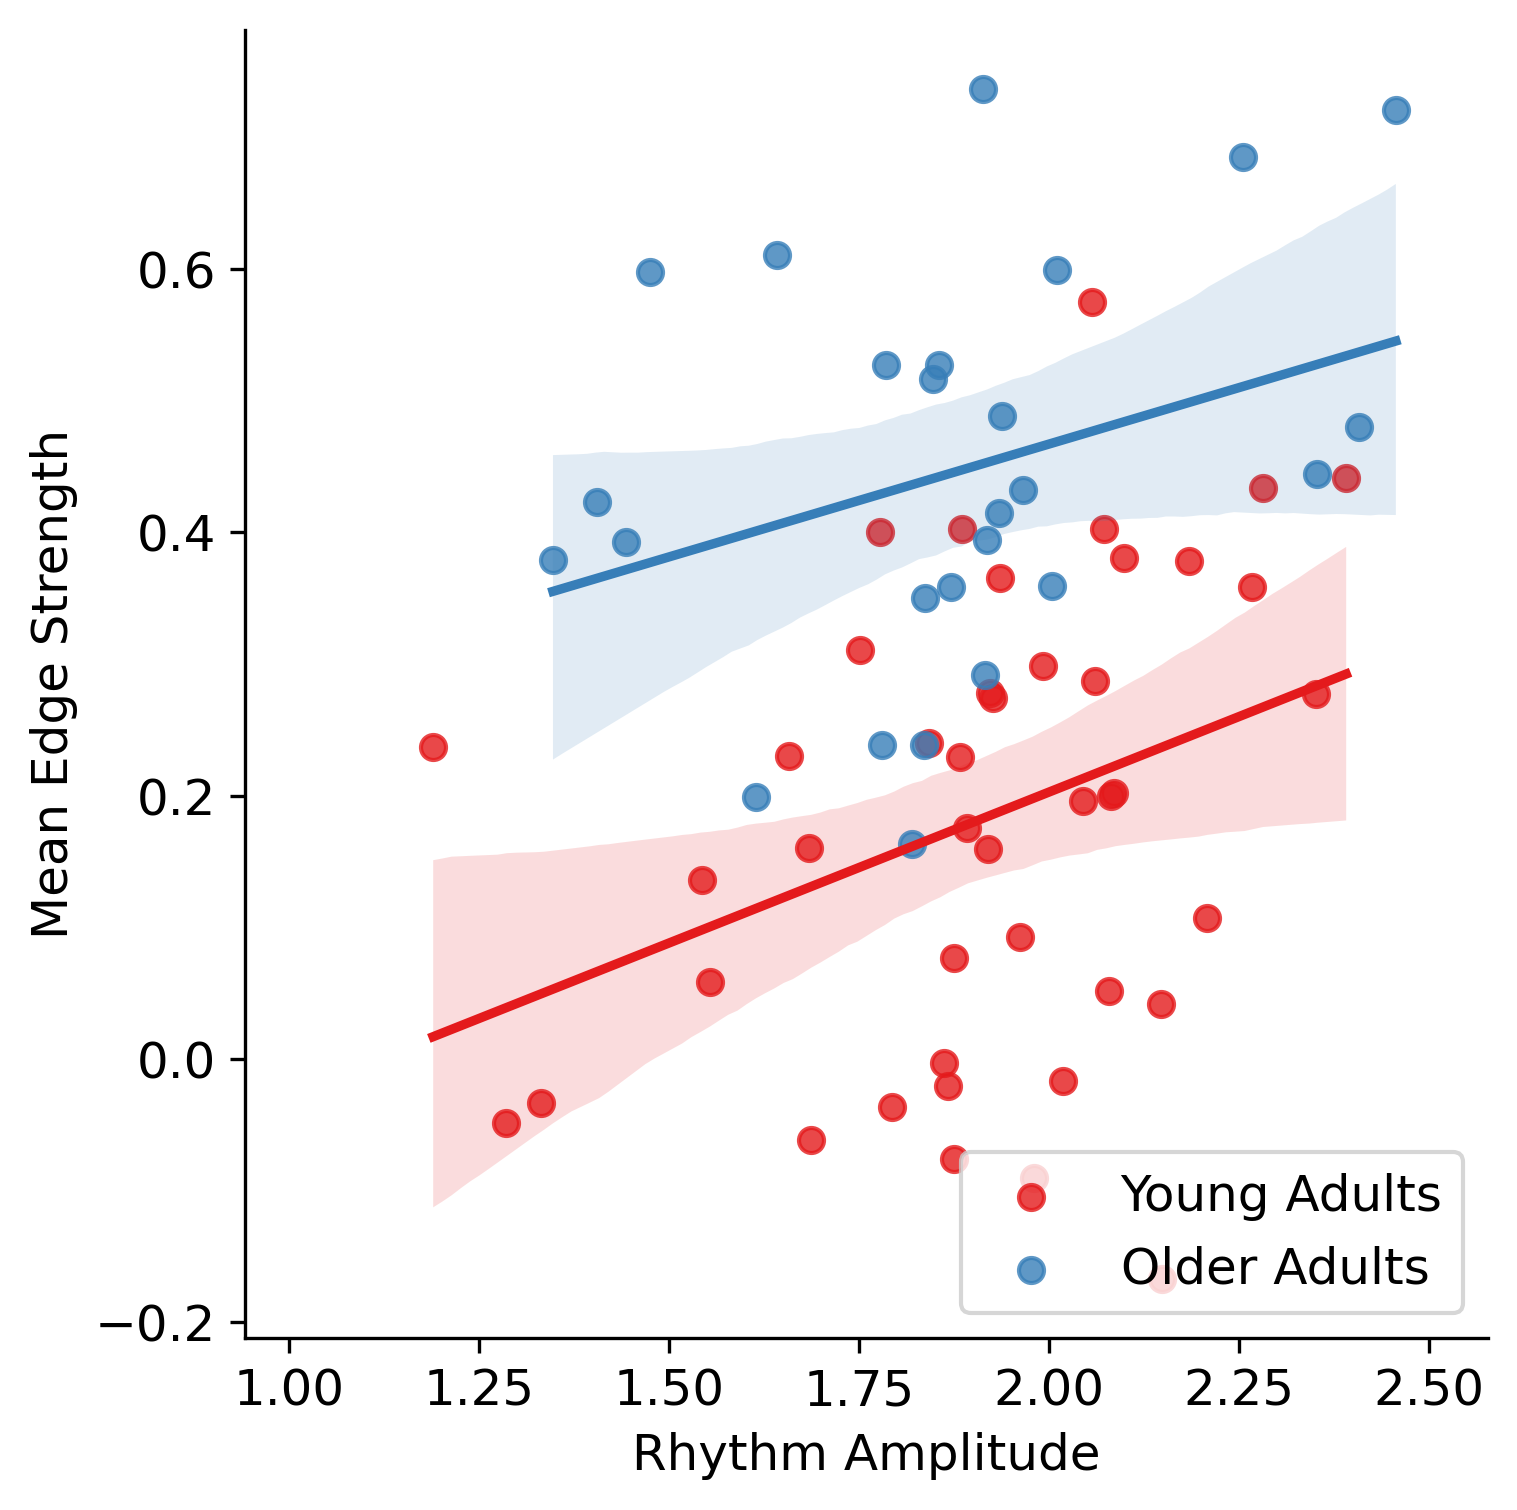 0.6
0.4
0.2
0.0
−0.2
Mean Edge Strength
Young Adults
Older Adults
1.00 1.25 1.50 1.75 2.00 2.25 2.50
Rhythm Amplitude